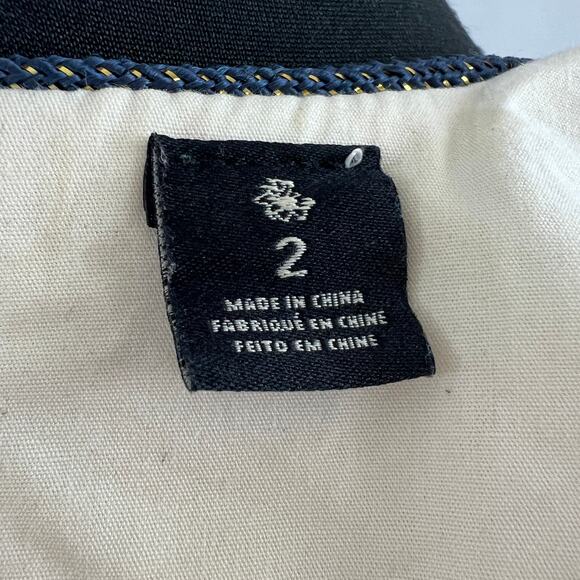 2
MADE IN CHINA
FABRIQUÉ EN CHINE
FEITO EM CHINE